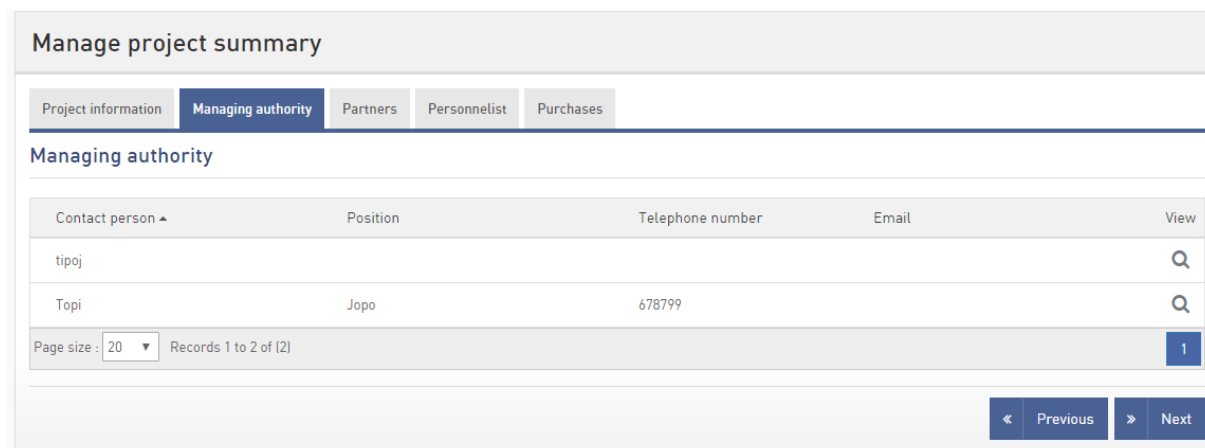 Manage project summary
Project information Managing authority Partners Personnelist Purchases
Managing authority
Contact person Position Telephone number Email View
tipoj
Topi Jopo 678799
Page size : 20 Records 1 to 2 of (2) 1
« Previous » Next